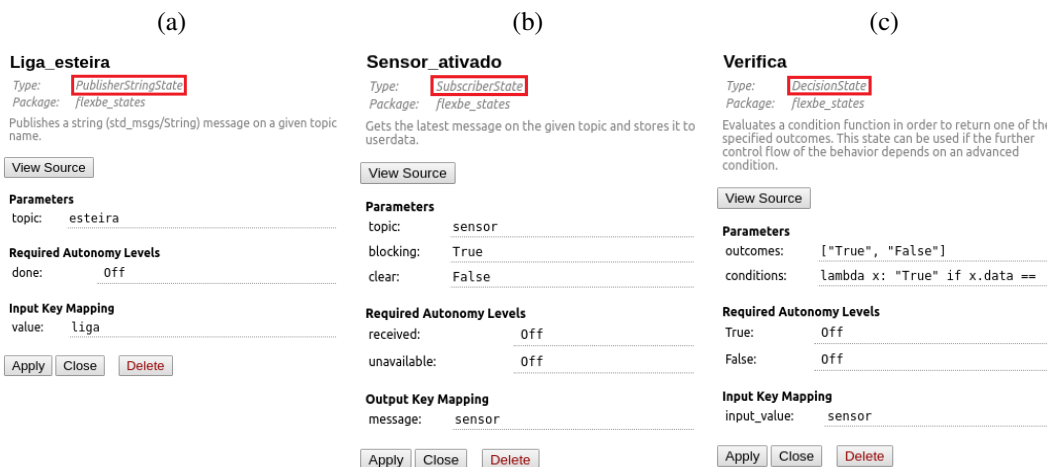 (a)
Liga_esteira
Type: PublisherStringState
Package: flexbe_states
Publishes a string (std_msgs/String) message on a given topic
name.
View Source
Parameters
topic: esteira
Required Autonomy Levels
done: Off
Input Key Mapping
value: liga
Apply Close Delete
(b)
Sensor_ativado
Type: SubscriberState
Package: flexbe_states
Gets the latest message on the given topic and stores it to
userdata.
View Source
Parameters
topic: sensor
blocking: True
clear: False
Required Autonomy Levels
received: Off
unavailable: Off
Output Key Mapping
message: sensor
Apply Close Delete
(c)
Verifica
Type: DecisionState
Package: flexbe_states
Evaluates a condition function in order to return one of the
specified outcomes. This state can be used if the further
control flow of the behavior depends on an advanced
condition.
View Source
Parameters
outcomes: ["True", "False"]
conditions: lambda x: "True" if x.data ==
Required Autonomy Levels
True: Off
False: Off
Input Key Mapping
input_value: sensor
Apply Close Delete